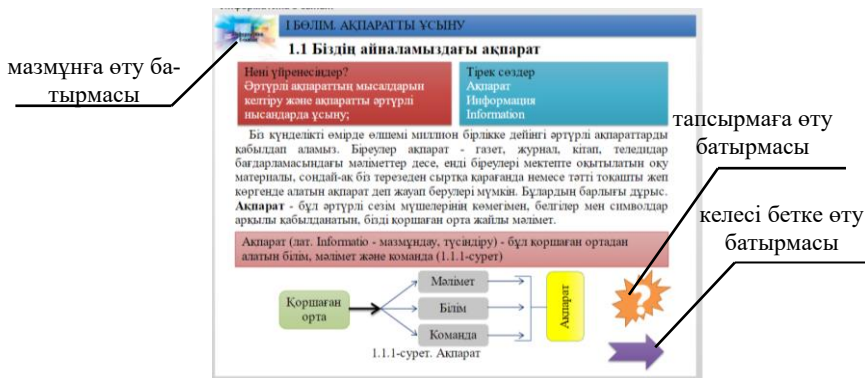 І БӨЛІМ. АҚПАРАТТЫ ҰСЫНУ
1.1 Біздің айналамыздағы ақпарат
мазмұнға өту ба-
тырмасы
Нені үйренесіңдер?
Әртүрлі ақпараттың мысалдарын
келтіру және ақпаратты әртүрлі
нысандарда ұсыну;
Тірек сөздер
Ақпарат
Информация
Information
Біз күнделікті өмірде өлшемі миллион бірлікке дейінгі әртүрлі ақпараттарды
қабылдап аламыз. Біреулер ақпарат - газет, журнал, кітап, теледидар
бағдарламасындағы мәліметтер десе, енді біреулері мектепте оқытылатын оқу
материалы, сондай-ақ біз терезеден сыртқа қарағанда немесе тәтті тоқашты жеп
көргенде алатын ақпарат деп жауап берулері мүмкін. Бұлардың барлығы дұрыс.
Ақпарат - бұл әртүрлі сезім мүшелерінің көмегімен, белгілер мен символдар
арқылы қабылданатын, бізді қоршаған орта жайлы мәлімет.
тапсырмаға өту
батырмасы
келесі бетке өту
батырмасы
Ақпарат (лат. Informatio - мазмұндау, түсіндіру) - бұл қоршаған ортадан
алатын білім, мәлімет және команда (1.1.1-сурет)
Қоршаған
орта
Мәлімет
Білім
Команда
Ақпарат
1.1.1-сурет. Ақпарат